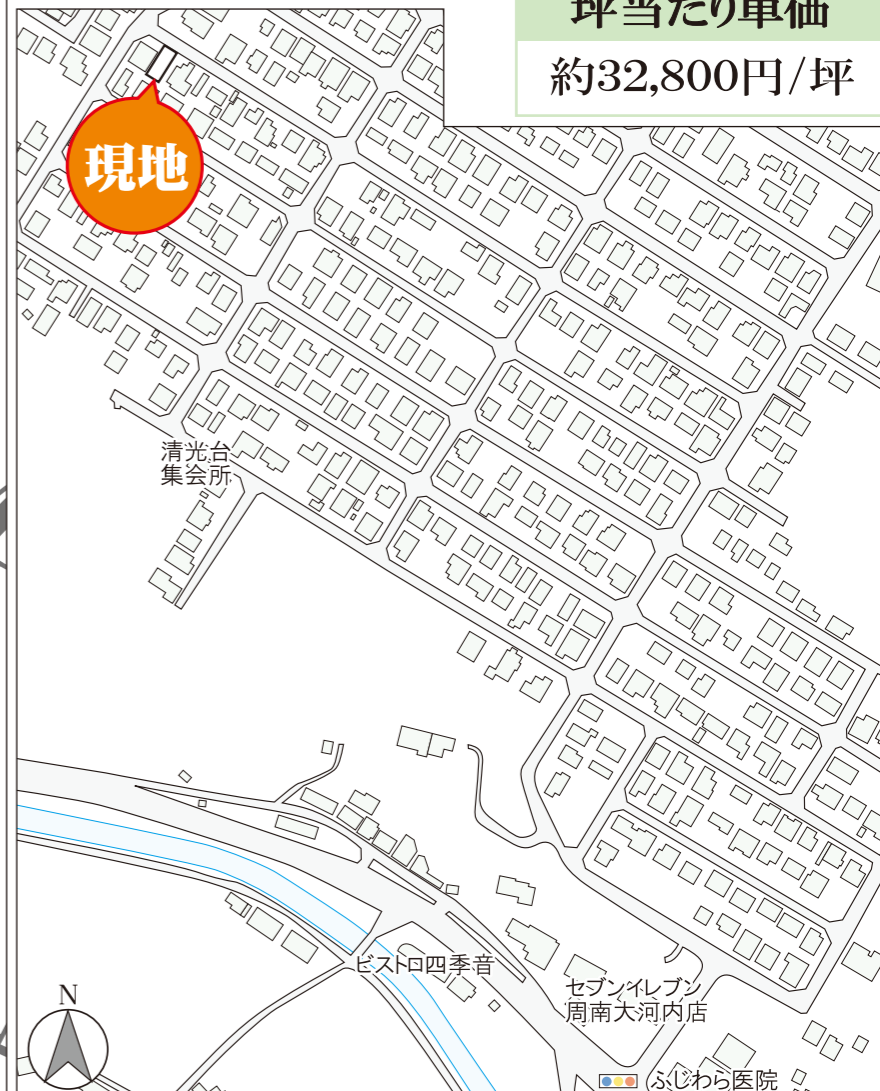 坪当たり単価
約32,800円/坪
現地
清光台
集会所
ビストロ四季音
セブンイレブン
周南大河内店
N
ふじわら医院